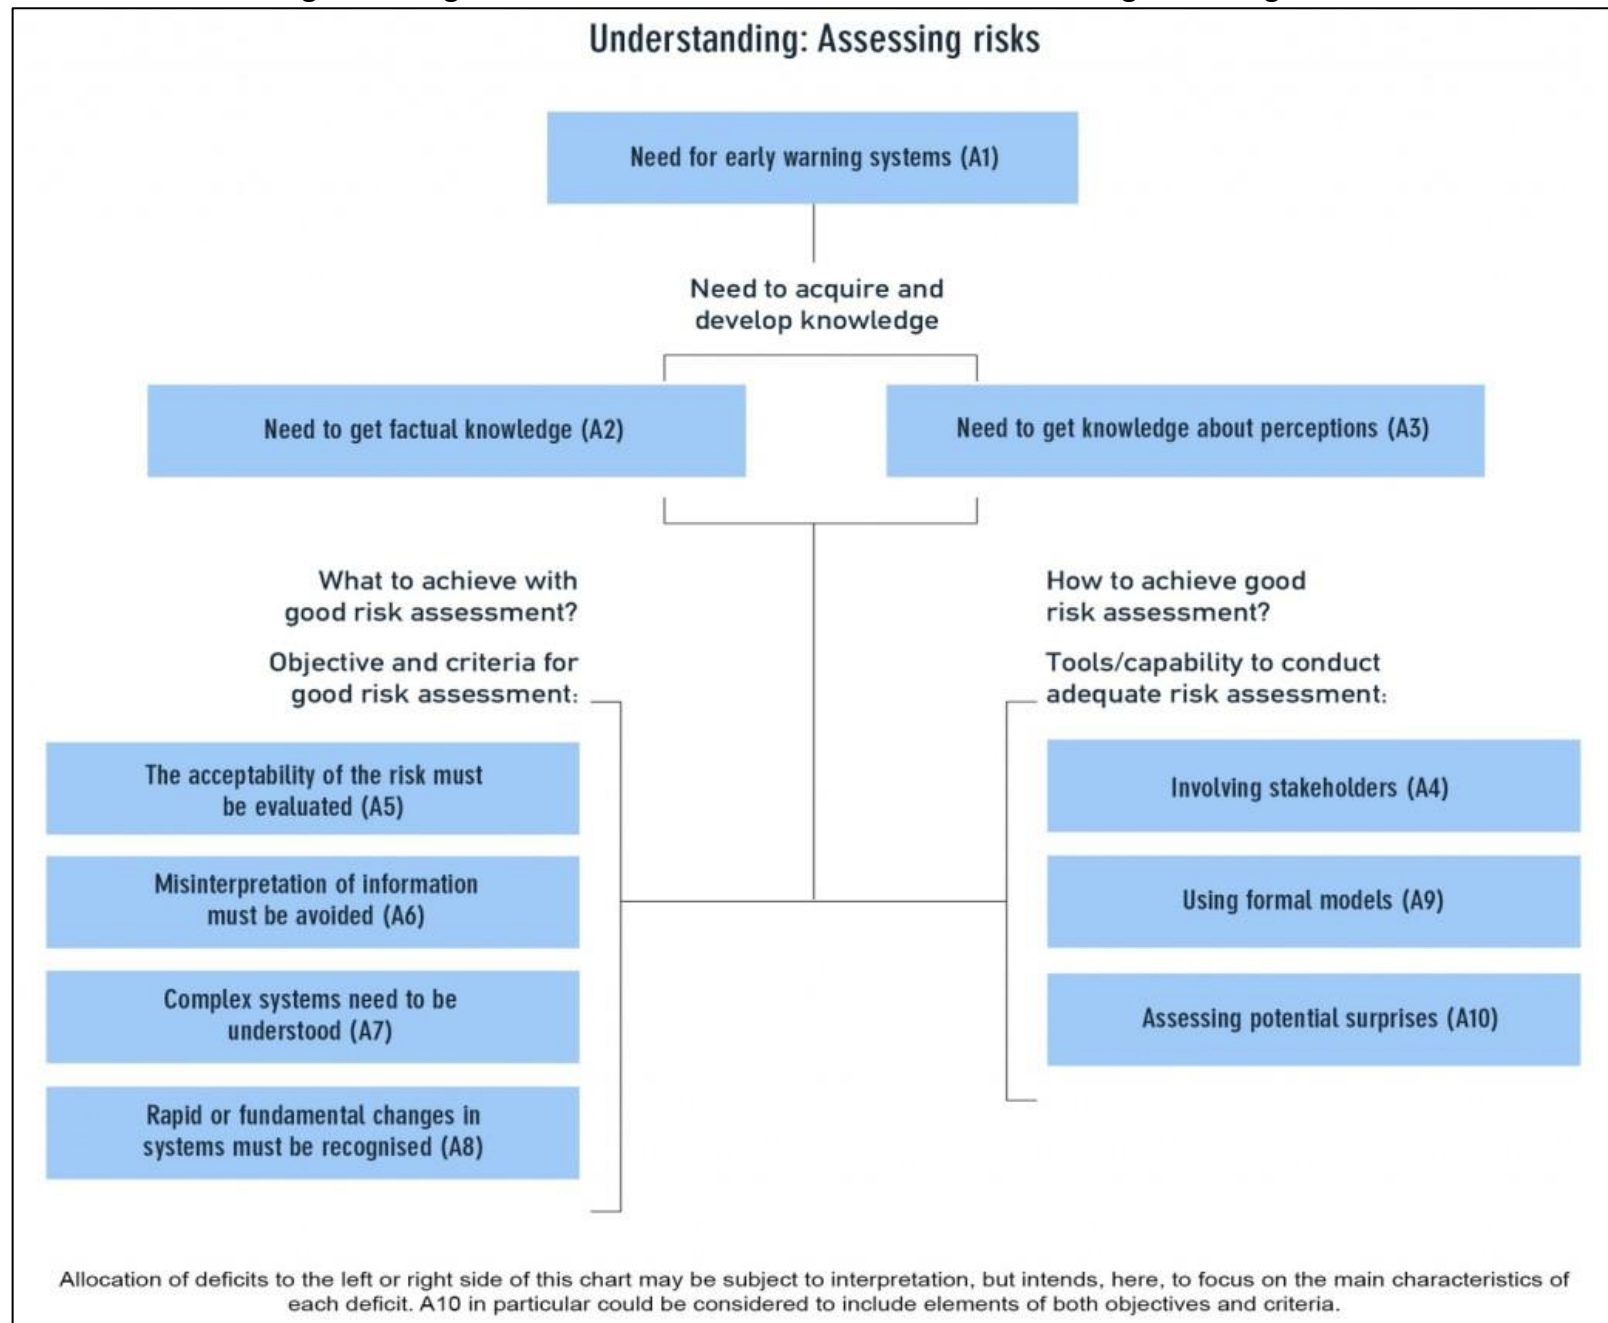 Understanding: Assessing risks
Need for early warning systems (A1)
Need to acquire and
develop knowledge
Need to get factual knowledge (A2)
Need to get knowledge about perceptions (A3)
What to achieve with
good risk assessment?
Objective and criteria for
good risk assessment:
The acceptability of the risk must
be evaluated (A5)
Misinterpretation of information
must be avoided (A6)
Complex systems need to be
understood (A7)
Rapid or fundamental changes in
systems must be recognised (A8)
How to achieve good
risk assessment?
Tools/capability to conduct
adequate risk assessment:
Involving stakeholders (A4)
Using formal models (A9)
Assessing potential surprises (A10)
Allocation of deficits to the left or right side of this chart may be subject to interpretation, but intends, here, to focus on the main characteristics of
each deficit. A10 in particular could be considered to include elements of both objectives and criteria.